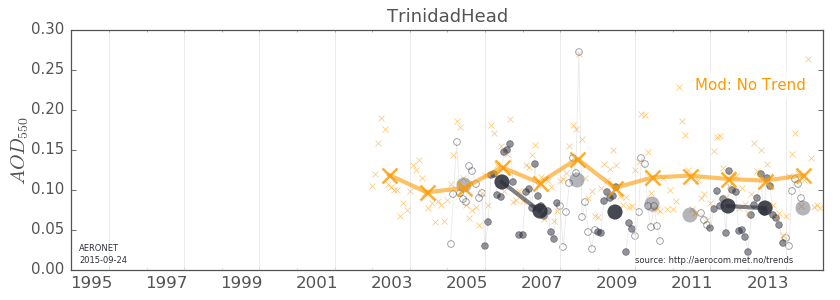 TrinidadHead
0.30
0.25
0.20
0.15
0.10
0.05
0.00
AOD550
Mod: No Trend
AERONET
2015-09-24
source: http://aerocom.met.no/trends
1995 1997 1999 2001 2003 2005 2007 2009 2011 2013